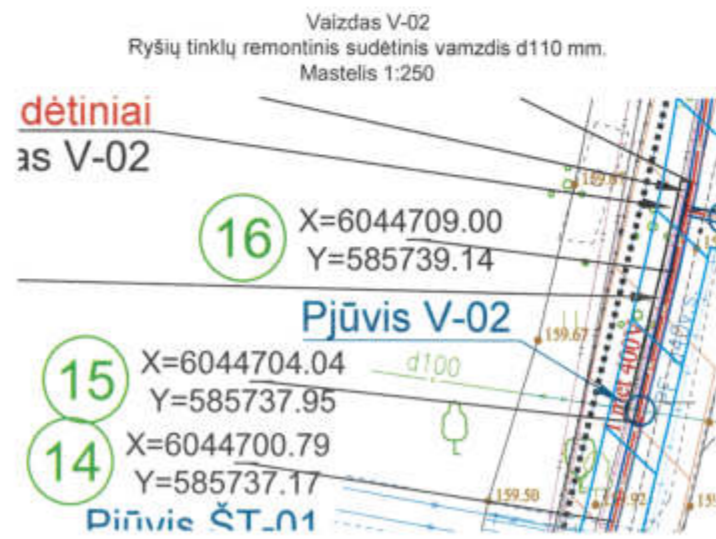 Vaizdas V-02
Ryšių tinklų remontinis sudėtinis vamzdis d110 mm.
Mastelis 1:250
dėtiniai
as V-02
16
X=6044709.00
Y=585739.14
Pjūvis V-02
159.67
d100
15
X=6044704.04
Y=585737.95
14
X=6044700.79
Y=585737.17
159.50
Pjūvis ŠT-01